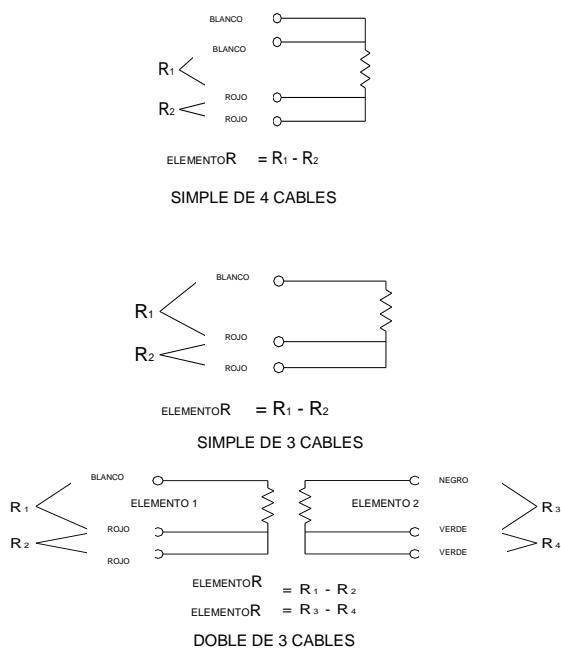 BLANCO
BLANCO
R1
ROJO
R2
ROJO
ELEMENTOR = R1 - R2
SIMPLE DE 4 CABLES
BLANCO
R1
ROJO
R2
ROJO
ELEMENTOR = R1 - R2
SIMPLE DE 3 CABLES
BLANCO NEGRO
R1 ELEMENTO 1 ELEMENTO 2 R3
ROJO VERDE
R2 R4
ROJO VERDE
ELEMENTOR = R1 - R2
ELEMENTOR = R3 - R4
DOBLE DE 3 CABLES